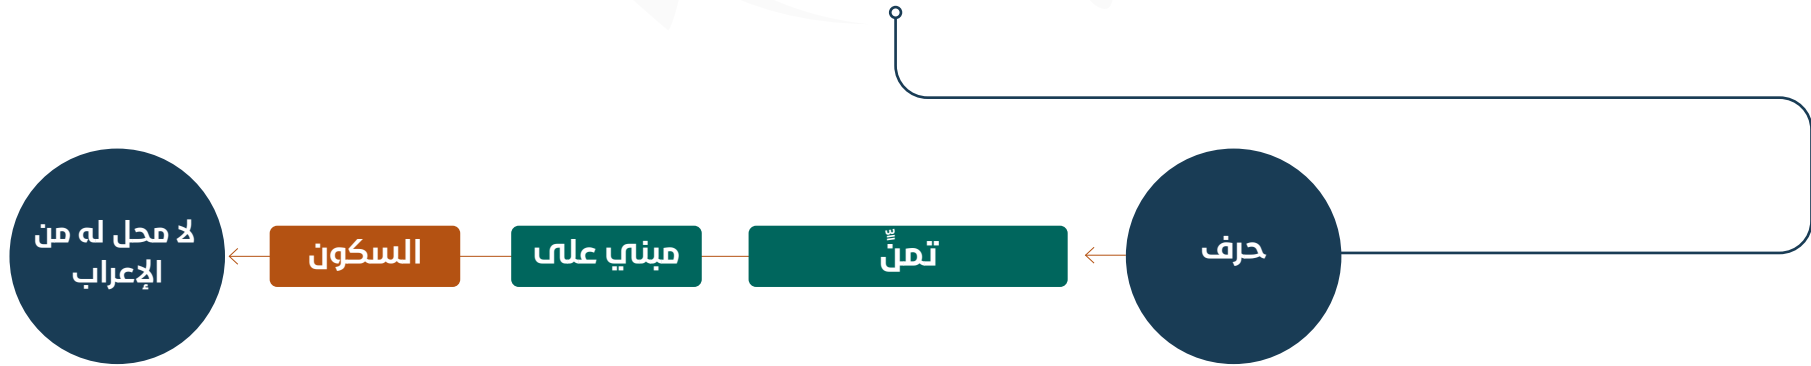 حرف
تمنٍّ
مبني على
السكون
لا محل له من
الإعراب